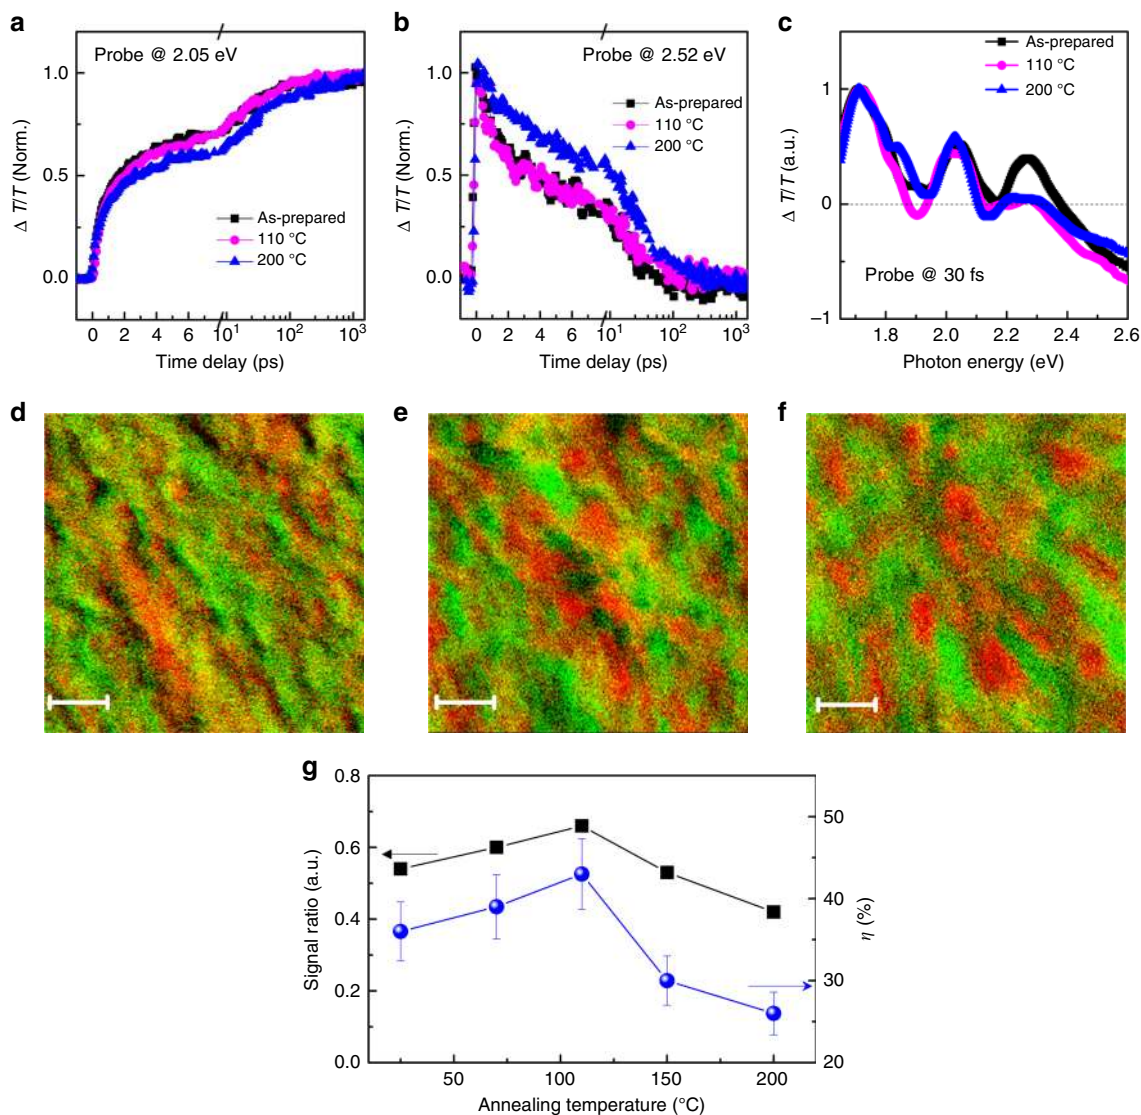 a
Probe @ 2.05 eV
1.0
0.5
0.0
Δ T/T (Norm.)
As-prepared
110 °C
200 °C
0 2 4 6 8 10¹ 10² 10³
Time delay (ps)
b
Probe @ 2.52 eV
1.0
0.5
0.0
Δ T/T (Norm.)
As-prepared
110 °C
200 °C
0 2 4 6 8 10¹ 10² 10³
Time delay (ps)
c
As-prepared
110 °C
200 °C
1
0
−1
Δ T/T (a.u.)
Probe @ 30 fs
1.8 2.0 2.2 2.4 2.6
Photon energy (eV)
d
e
f
g
0.8
0.6
0.4
0.2
0.0
Signal ratio (a.u.)
50
40
30
20
η (%)
50 100 150 200
Annealing temperature (°C)